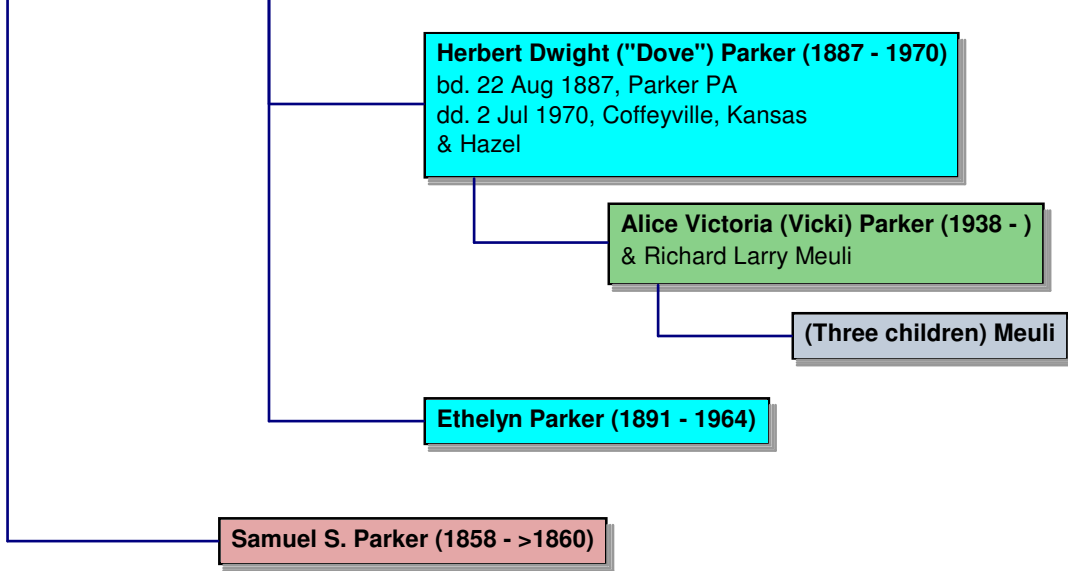 Herbert Dwight ("Dove") Parker (1887 - 1970)
bd. 22 Aug 1887, Parker PA
dd. 2 Jul 1970, Coffeyville, Kansas
& Hazel
Alice Victoria (Vicki) Parker (1938 - )
& Richard Larry Meuli
(Three children) Meuli
Ethelyn Parker (1891 - 1964)
Samuel S. Parker (1858 - >1860)